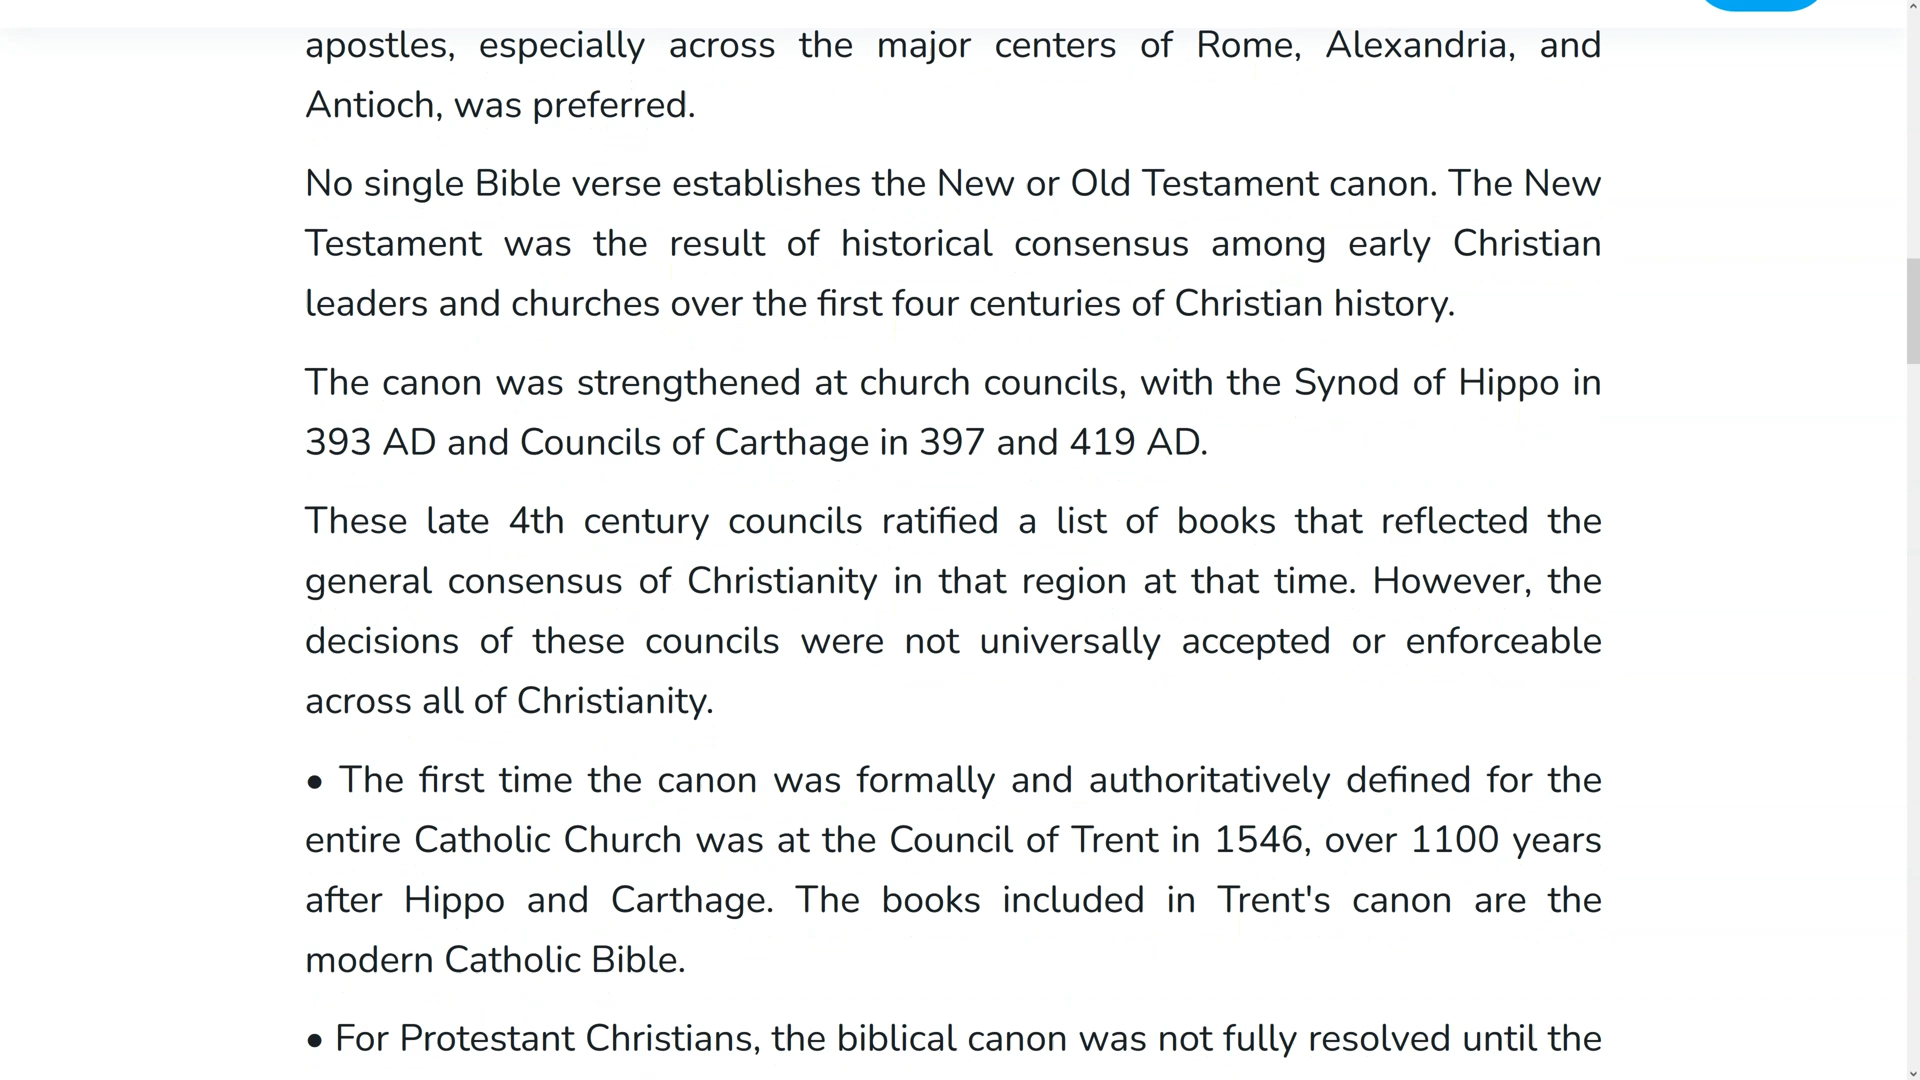 apostles, especially across the major centers of Rome, Alexandria, and
Antioch, was preferred.
No single Bible verse establishes the New or Old Testament canon. The New
Testament was the result of historical consensus among early Christian
leaders and churches over the first four centuries of Christian history.
The canon was strengthened at church councils, with the Synod of Hippo in
393 AD and Councils of Carthage in 397 and 419 AD.
These late 4th century councils ratified a list of books that reflected the
general consensus of Christianity in that region at that time. However, the
decisions of these councils were not universally accepted or enforceable
across all of Christianity.
• The first time the canon was formally and authoritatively defined for the
entire Catholic Church was at the Council of Trent in 1546, over 1100 years
after Hippo and Carthage. The books included in Trent's canon are the
modern Catholic Bible.
• For Protestant Christians, the biblical canon was not fully resolved until the